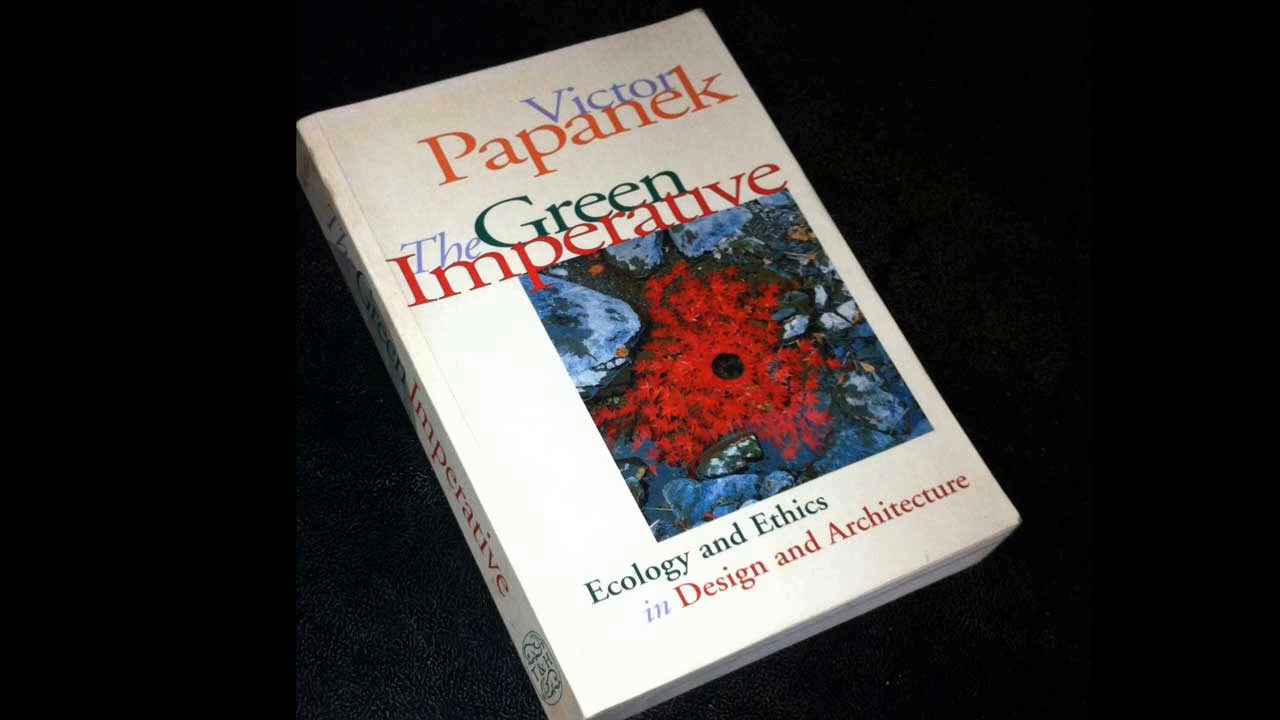 Victor
Papanek
The Green
Imperative
Ecology and Ethics
in Design and Architecture
The Green Imperative
T&H